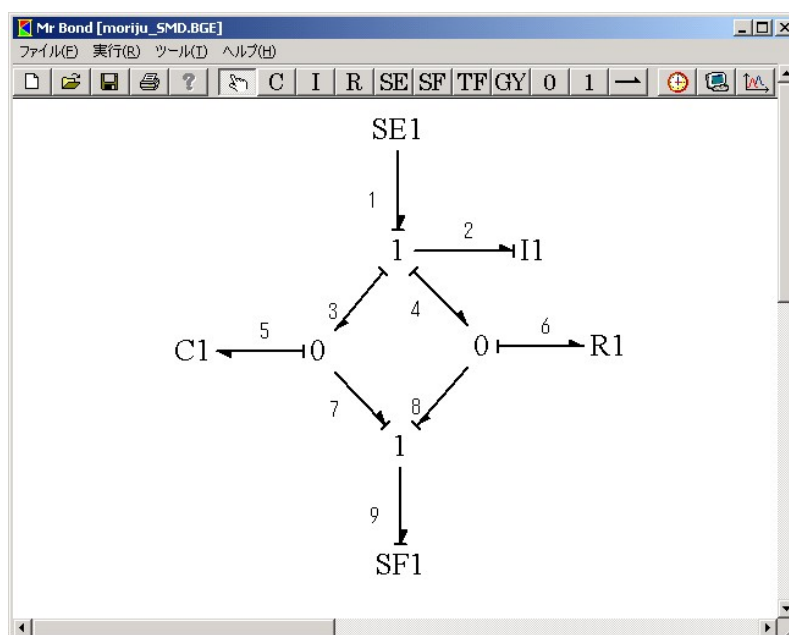 Mr Bond [moriju_SMD.BGE]
ファイル(F) 実行(R) ツール(T) ヘルプ(H)
? C I R SE SF TF GY 0 1
SE1
1
1 2 I1
3 4
C1 5 0 0 6 R1
7 8
1
9
SF1